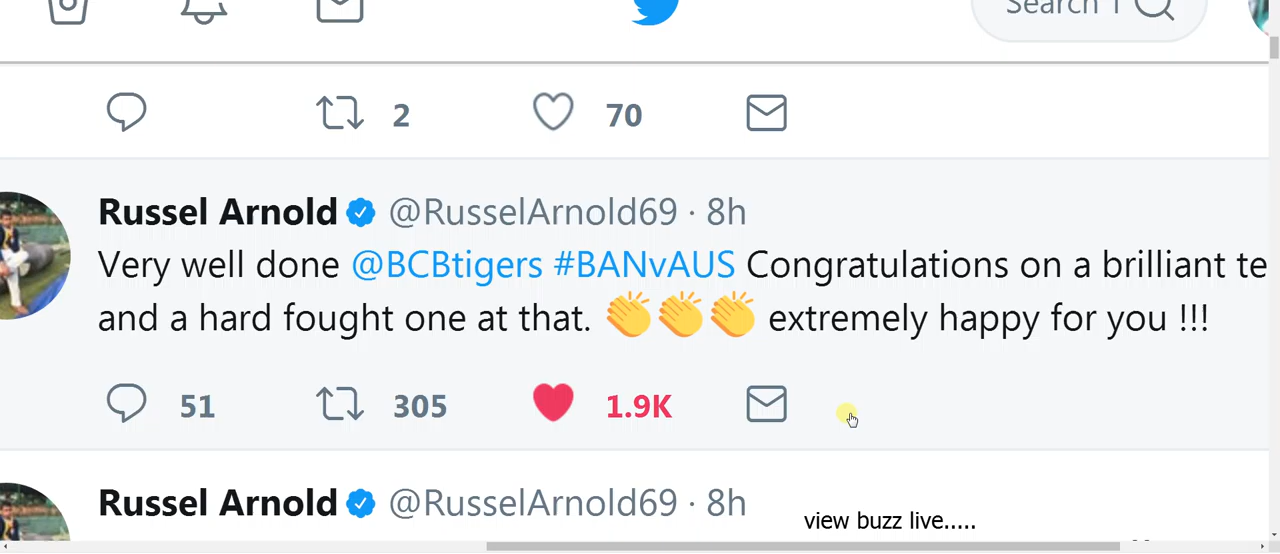 Search T
2 70
Russel Arnold @RusselArnold69 · 8h
Very well done @BCBtigers #BANvAUS Congratulations on a brilliant te
and a hard fought one at that. 👏👏👏 extremely happy for you !!!
51 305 1.9K
Russel Arnold @RusselArnold69 · 8h
view buzz live.....